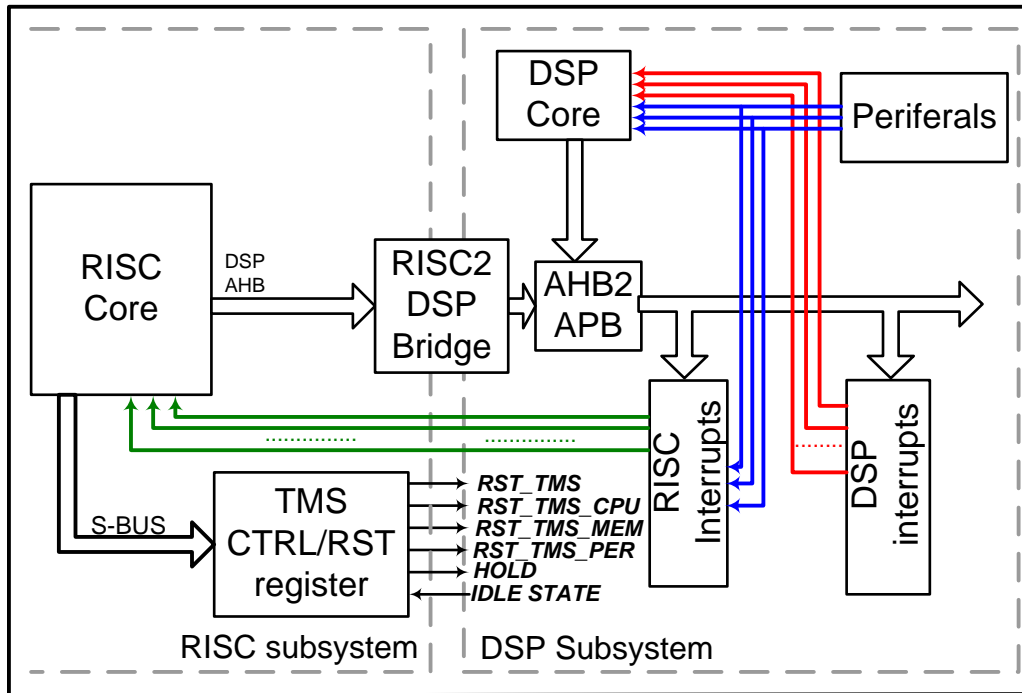 DSP
Core
Periferals
RISC
Core
DSP
AHB
RISC2
DSP
Bridge
AHB2
APB
RISC
Interrupts
DSP
interrupts
S-BUS
TMS
CTRL/RST
register
RST_TMS
RST_TMS_CPU
RST_TMS_MEM
RST_TMS_PER
HOLD
IDLE STATE
RISC subsystem
DSP Subsystem